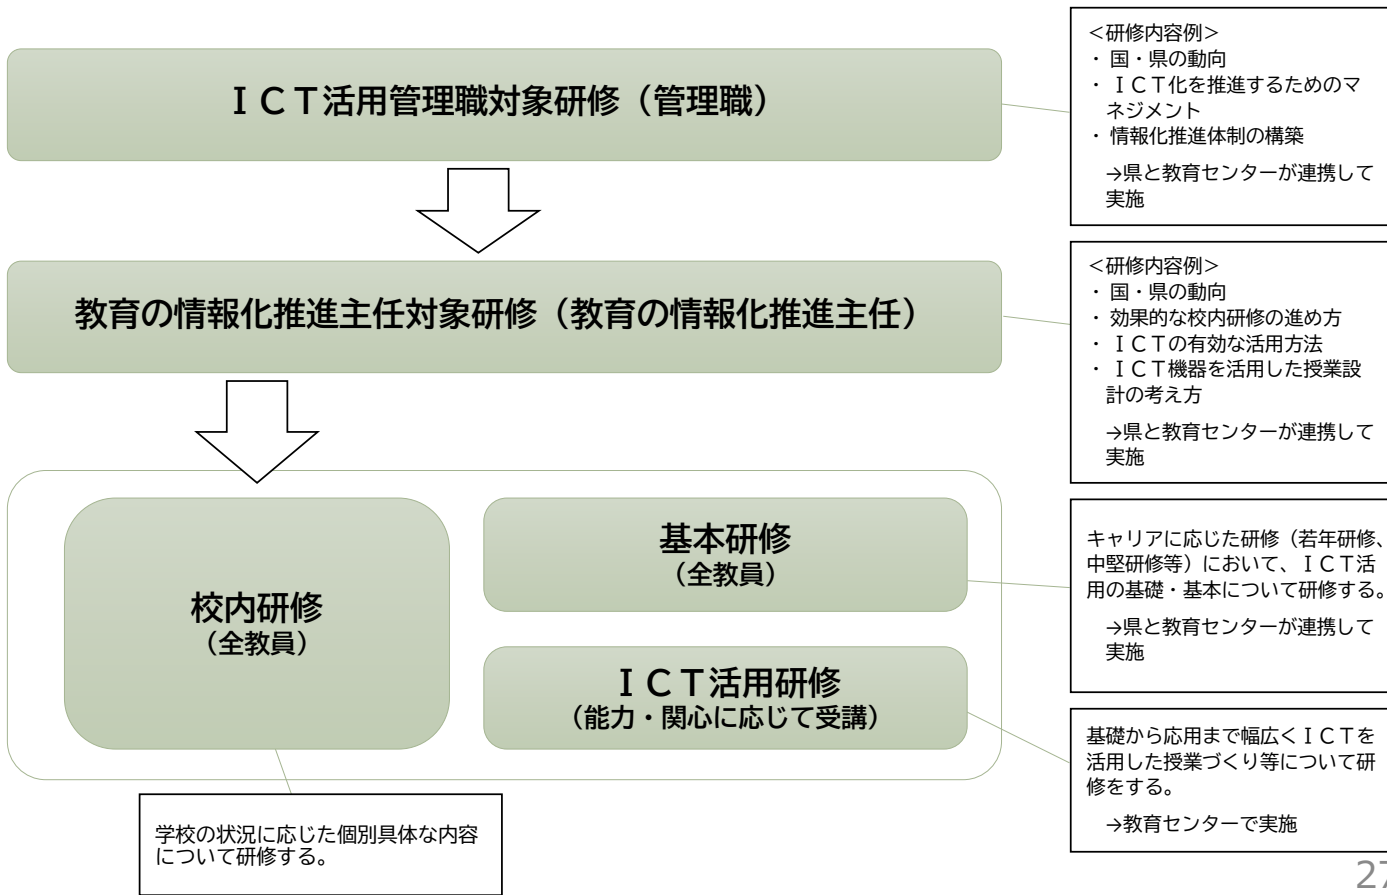 ＩＣＴ活用管理職対象研修（管理職）
＜研修内容例＞
・ 国・県の動向
・ ＩＣＴ化を推進するためのマ
ネジメント
・ 情報化推進体制の構築
→県と教育センターが連携して
実施
教育の情報化推進主任対象研修（教育の情報化推進主任）
＜研修内容例＞
・ 国・県の動向
・ 効果的な校内研修の進め方
・ ＩＣＴの有効な活用方法
・ ＩＣＴ機器を活用した授業設
計の考え方
→県と教育センターが連携して
実施
校内研修
（全教員）
基本研修
（全教員）
キャリアに応じた研修（若年研修、
中堅研修等）において、ＩＣＴ活
用の基礎・基本について研修する。
→県と教育センターが連携して
実施
ＩＣＴ活用研修
（能力・関心に応じて受講）
基礎から応用まで幅広くＩＣＴを
活用した授業づくり等について研
修をする。
→教育センターで実施
学校の状況に応じた個別具体な内容
について研修する。
27